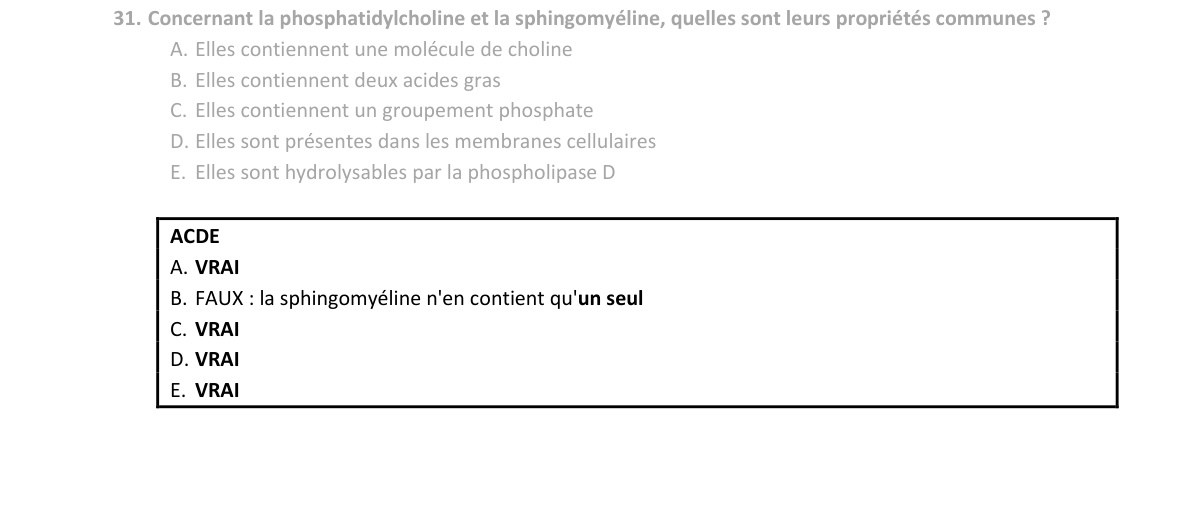 31. Concernant la phosphatidylcholine et la sphingomyéline, quelles sont leurs propriétés communes ?
A. Elles contiennent une molécule de choline
B. Elles contiennent deux acides gras
C. Elles contiennent un groupement phosphate
D. Elles sont présentes dans les membranes cellulaires
E. Elles sont hydrolysables par la phospholipase D
ACDE
A. VRAI
B. FAUX : la sphingomyéline n'en contient qu'un seul
C. VRAI
D. VRAI
E. VRAI